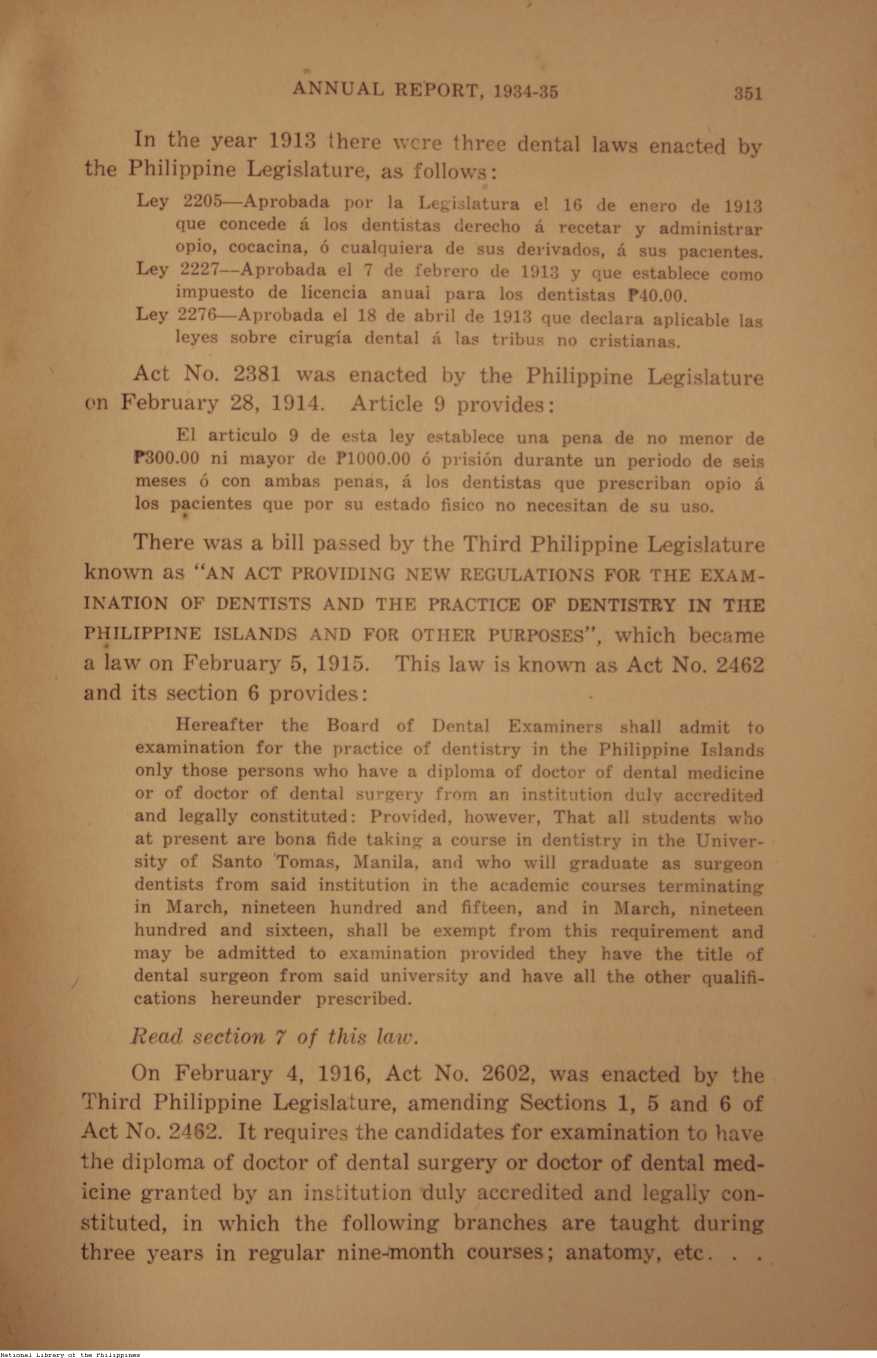 ANNUAL REPORT, 1934-35 351
In the year 1913 there were three dental laws enacted by
the Philippine Legislature, as follows:
Ley 2205—Aprobada por la Legislatura el 16 de enero de 1913
que concede á los dentistas derecho á recetar y administrar
opio, cocacina, ó cualquiera de sus derivados, á sus pacientes.
Ley 2227—Aprobada el 7 de febrero de 1913 y que establece como
impuesto de licencia anual para los dentistas ₱40.00.
Ley 2276—Aprobada el 18 de abril de 1913 que declara aplicable las
leyes sobre cirugía dental á las tribus no cristianas.
Act No. 2381 was enacted by the Philippine Legislature
on February 28, 1914. Article 9 provides:
El articulo 9 de esta ley establece una pena de no menor de
₱300.00 ni mayor de ₱1000.00 ó prisión durante un periodo de seis
meses ó con ambas penas, á los dentistas que prescriban opio á
los pacientes que por su estado fisico no necesitan de su uso.
There was a bill passed by the Third Philippine Legislature
known as "AN ACT PROVIDING NEW REGULATIONS FOR THE EXAM-
INATION OF DENTISTS AND THE PRACTICE OF DENTISTRY IN THE
PHILIPPINE ISLANDS AND FOR OTHER PURPOSES", which became
a law on February 5, 1915. This law is known as Act No. 2462
and its section 6 provides:
Hereafter the Board of Dental Examiners shall admit to
examination for the practice of dentistry in the Philippine Islands
only those persons who have a diploma of doctor of dental medicine
or of doctor of dental surgery from an institution duly accredited
and legally constituted: Provided, however, That all students who
at present are bona fide taking a course in dentistry in the Univer-
sity of Santo Tomas, Manila, and who will graduate as surgeon
dentists from said institution in the academic courses terminating
in March, nineteen hundred and fifteen, and in March, nineteen
hundred and sixteen, shall be exempt from this requirement and
may be admitted to examination provided they have the title of
dental surgeon from said university and have all the other qualifi-
cations hereunder prescribed.
Read section 7 of this law.
On February 4, 1916, Act No. 2602, was enacted by the
Third Philippine Legislature, amending Sections 1, 5 and 6 of
Act No. 2462. It requires the candidates for examination to have
the diploma of doctor of dental surgery or doctor of dental med-
icine granted by an institution duly accredited and legally con-
stituted, in which the following branches are taught during
three years in regular nine-month courses; anatomy, etc. . .
National Library of the Philippines